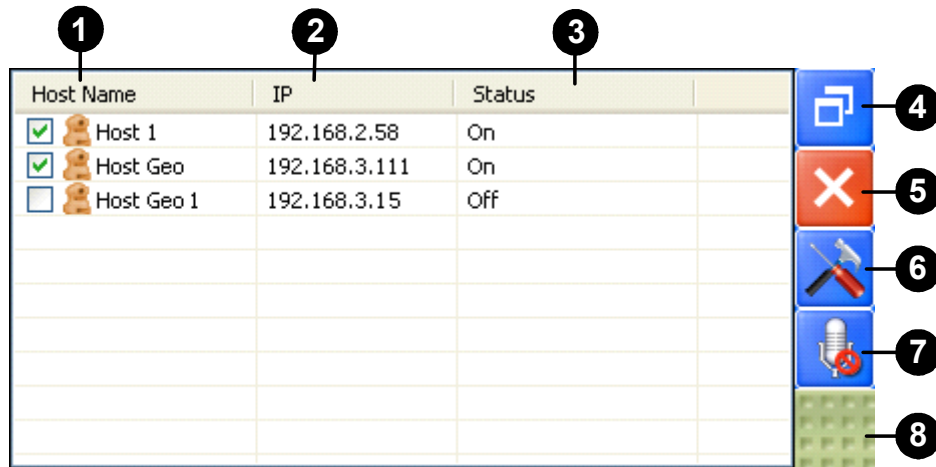 1 2 3
Host Name IP Status
Host 1 192.168.2.58 On
Host Geo 192.168.3.111 On
Host Geo 1 192.168.3.15 Off
4
5
6
7
8